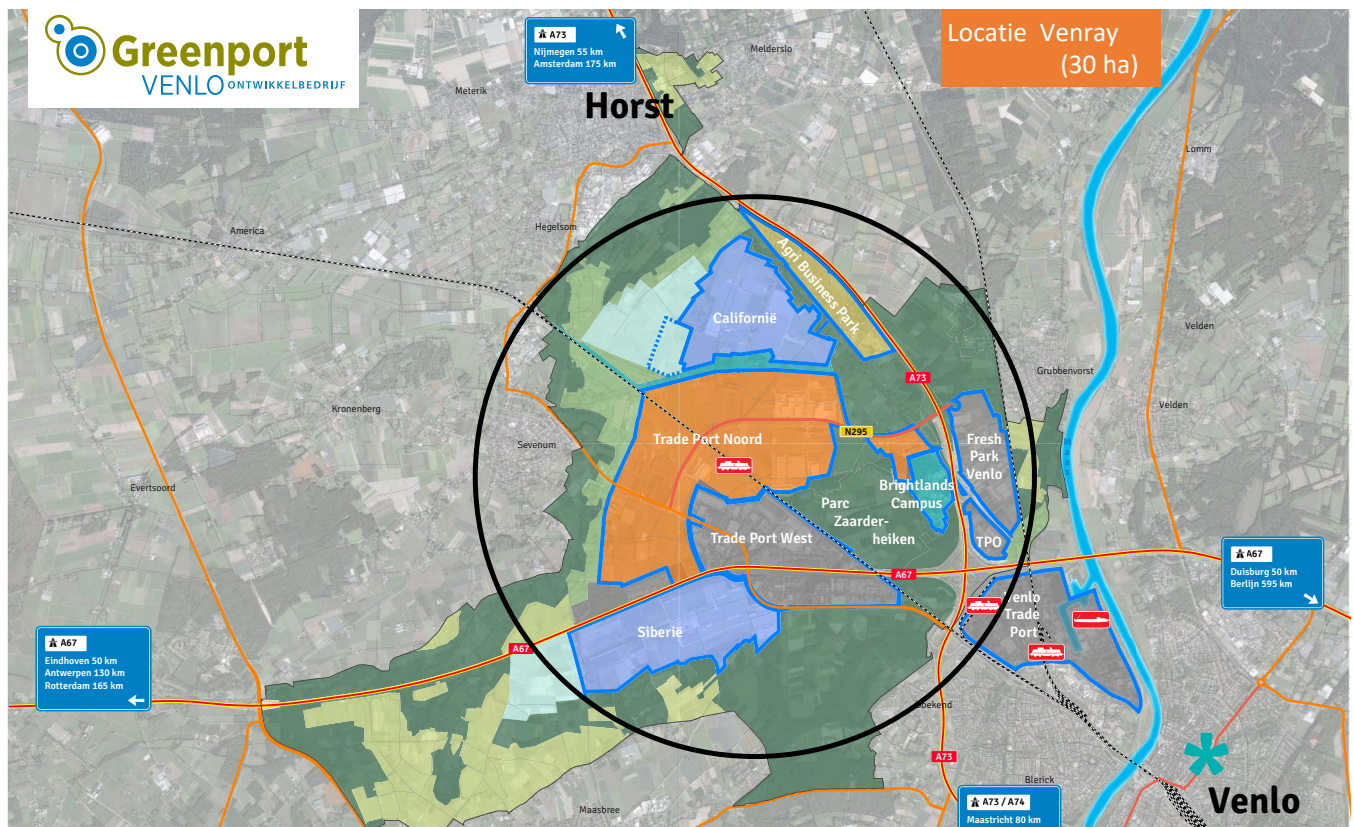 Greenport
VENLO ONTWIKKELBEDRIJF
A73
Nijmegen 55 km
Amsterdam 175 km
Locatie Venray
(30 ha)
Melderslo
Meterik
Horst
Lomm
America
Hegelsom
Agri Business Park
Californië
Velden
Grubbenvorst
A73
Kronenberg
Velden
Sevenum
Trade Port Noord
N295
Fresh
Park
Venlo
Maas
Evertsoord
Brightlands
Campus
Parc
Zaarder-
heiken
Trade Port West
TPO
A67
Duisburg 50 km
Berlijn 595 km
A67
Venlo
Trade
Port
Siberië
A67
A67
Eindhoven 50 km
Antwerpen 130 km
Rotterdam 165 km
Boekend
A73
Blerick
A73 / A74
Maastricht 80 km
Venlo
Maasbree